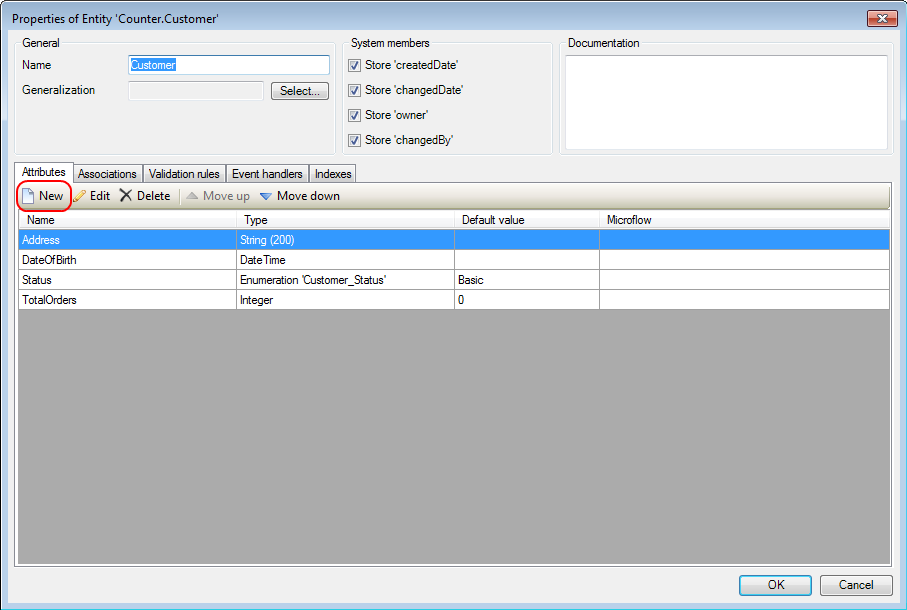 Properties of Entity 'Counter.Customer'
General
Name
Customer
Generalization
Select...
System members
Store 'createdDate'
Store 'changedDate'
Store 'owner'
Store 'changedBy'
Documentation
Attributes Associations Validation rules Event handlers Indexes
New Edit Delete Move up Move down
Name Type Default value Microflow
Address String (200)
DateOfBirth DateTime
Status Enumeration 'Customer_Status' Basic
TotalOrders Integer 0
OK Cancel